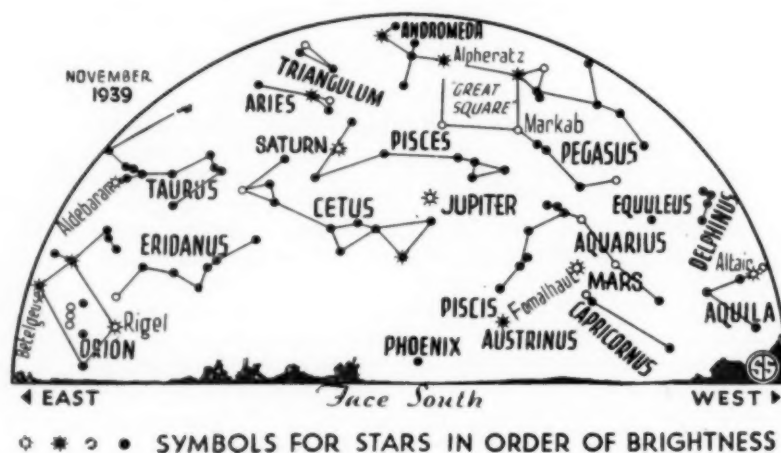 ANDROMEDA
Alpheratz
NOVEMBER
1939
TRIANGULUM
ARIES
"GREAT
SQUARE"
Markab
SATURN
PISCES
PEGASUS
Aldebaran
TAURUS
CETUS
JUPITER
EQUULEUS
DELPHINUS
ERIDANUS
AQUARIUS
Altair
MARS
Fomalhaut
Betelgeuse
Rigel
PISCIS
AUSTRINUS
CAPRICORNUS
AQUILA
ORION
PHOENIX
SS
EAST
Face South
WEST
SYMBOLS FOR STARS IN ORDER OF BRIGHTNESS